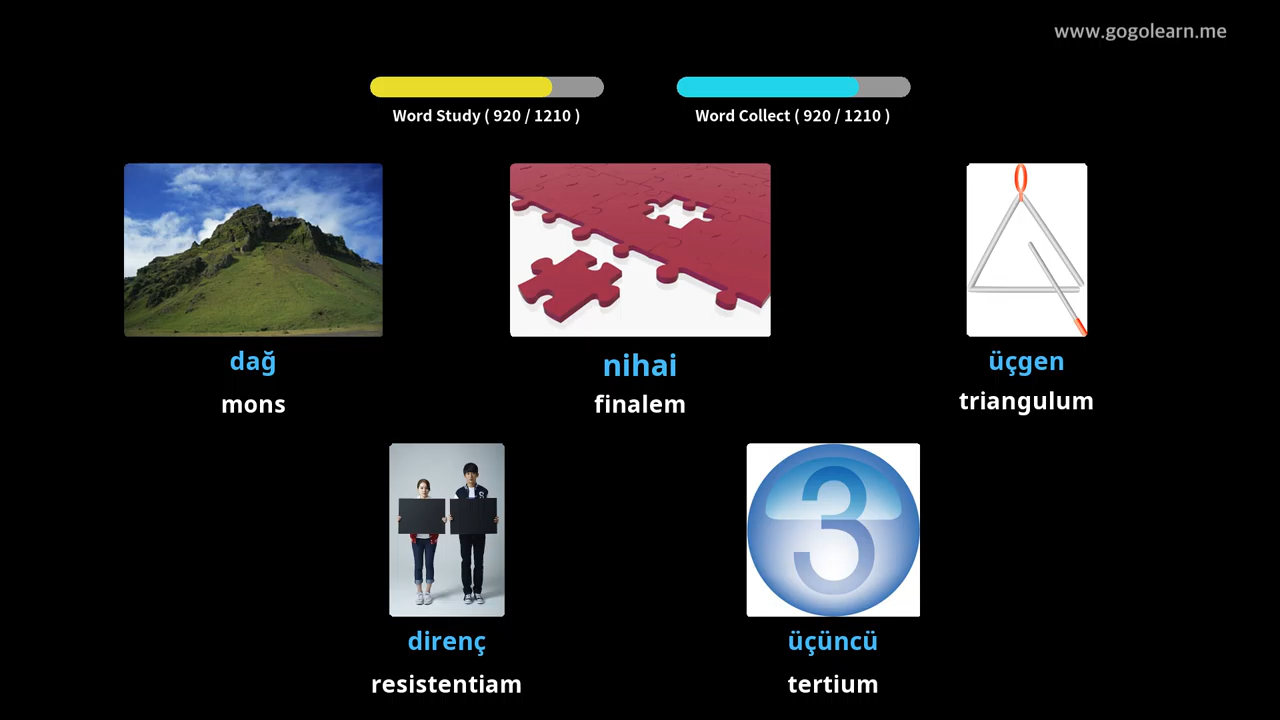 www.gogolearn.me
Word Study ( 920 / 1210 )
Word Collect ( 920 / 1210 )
dağ
mons
nihai
finalem
üçgen
triangulum
3
direnç
resistentiam
üçüncü
tertium